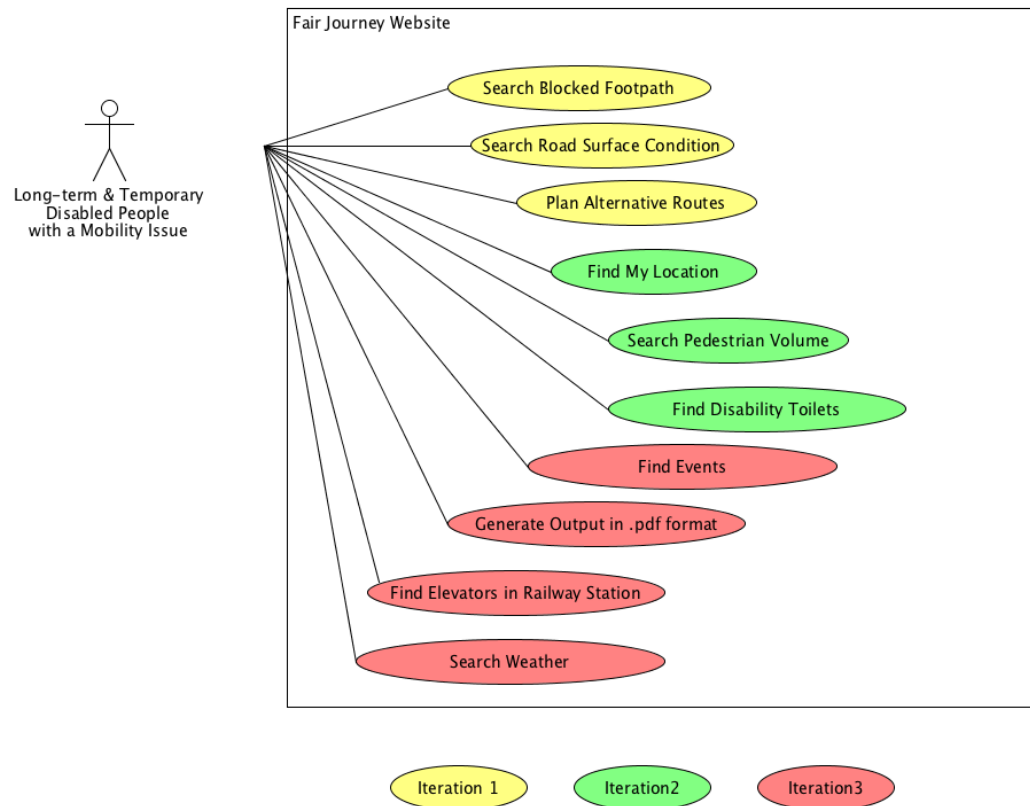 Fair Journey Website
Search Blocked Footpath
Search Road Surface Condition
Long-term & Temporary
Disabled People
with a Mobility Issue
Plan Alternative Routes
Find My Location
Search Pedestrian Volume
Find Disability Toilets
Find Events
Generate Output in .pdf format
Find Elevators in Railway Station
Search Weather
Iteration 1
Iteration2
Iteration3